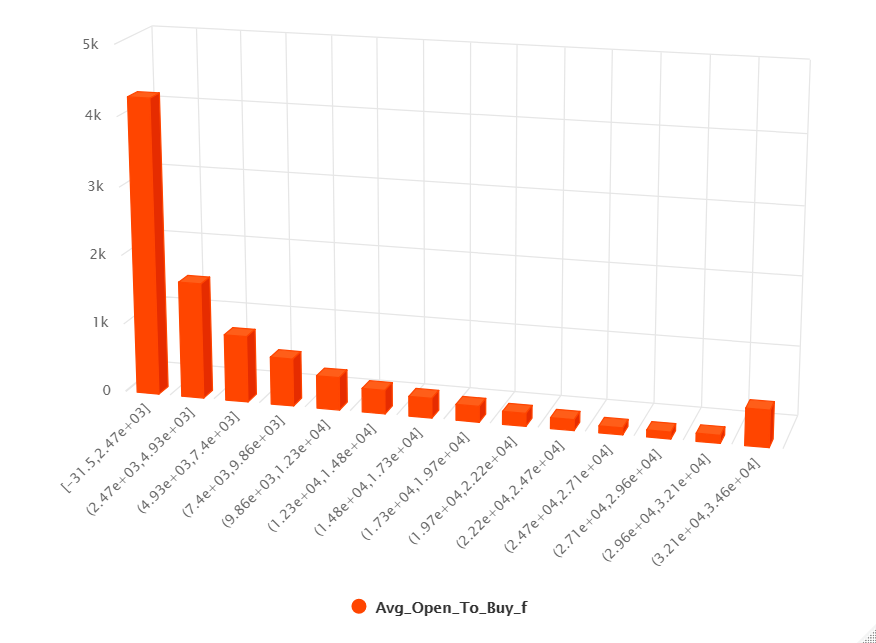 5k
4k
3k
2k
1k
0
[-31.5,2.47e+03]
(2.47e+03,4.93e+03]
(4.93e+03,7.4e+03]
(7.4e+03,9.86e+03]
(9.86e+03,1.23e+04]
(1.23e+04,1.48e+04]
(1.48e+04,1.73e+04]
(1.73e+04,1.97e+04]
(1.97e+04,2.22e+04]
(2.22e+04,2.47e+04]
(2.47e+04,2.71e+04]
(2.71e+04,2.96e+04]
(2.96e+04,3.21e+04]
(3.21e+04,3.46e+04]
Avg_Open_To_Buy_f